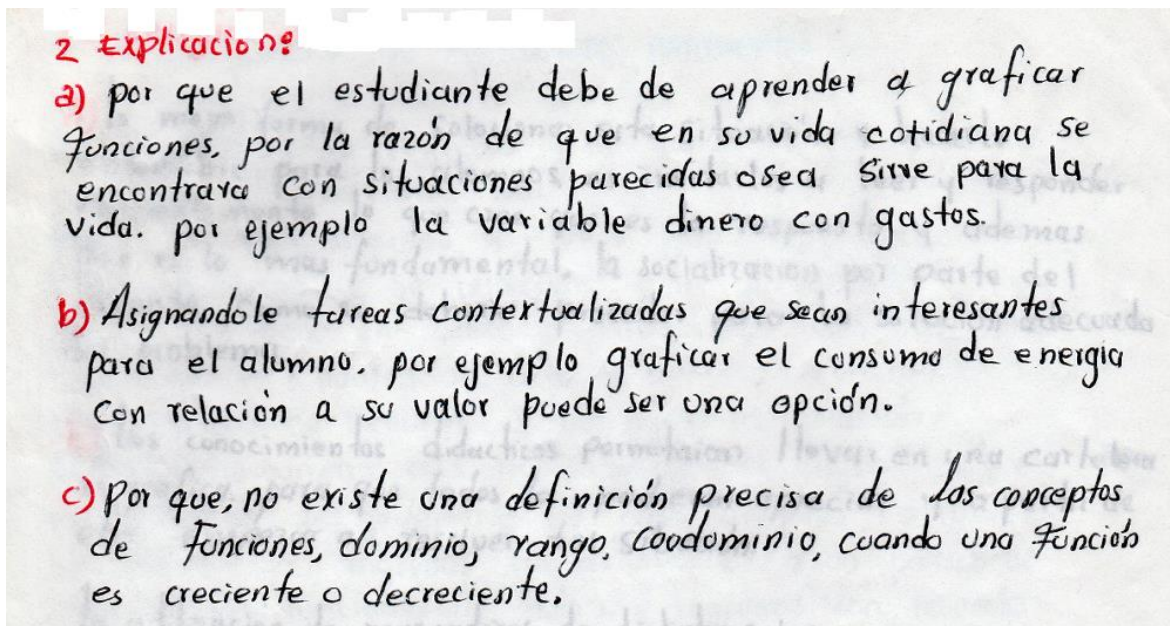 2 Explicacion:
a) por que el estudiante debe de aprender a graficar
Funciones, por la razón de que en su vida cotidiana se
encontrara con situaciones parecidas osea sirve para la
vida. por ejemplo la variable dinero con gastos.
b) Asignandole tareas contextualizadas que sean interesantes
para el alumno. por ejemplo graficar el consumo de energia
con relación a su valor puede ser una opción.
c) Por que, no existe una definición precisa de los conceptos
de Funciones, dominio, rango, Coodominio, cuando una Función
es creciente o decreciente.